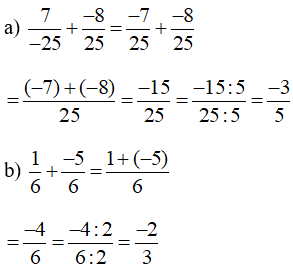 a) \frac{7}{-25} + \frac{-8}{25} = \frac{-7}{25} + \frac{-8}{25}
= \frac{(-7)+(-8)}{25} = \frac{-15}{25} = \frac{-15:5}{25:5} = \frac{-3}{5}
b) \frac{1}{6} + \frac{-5}{6} = \frac{1+(-5)}{6}
= \frac{-4}{6} = \frac{-4:2}{6:2} = \frac{-2}{3}